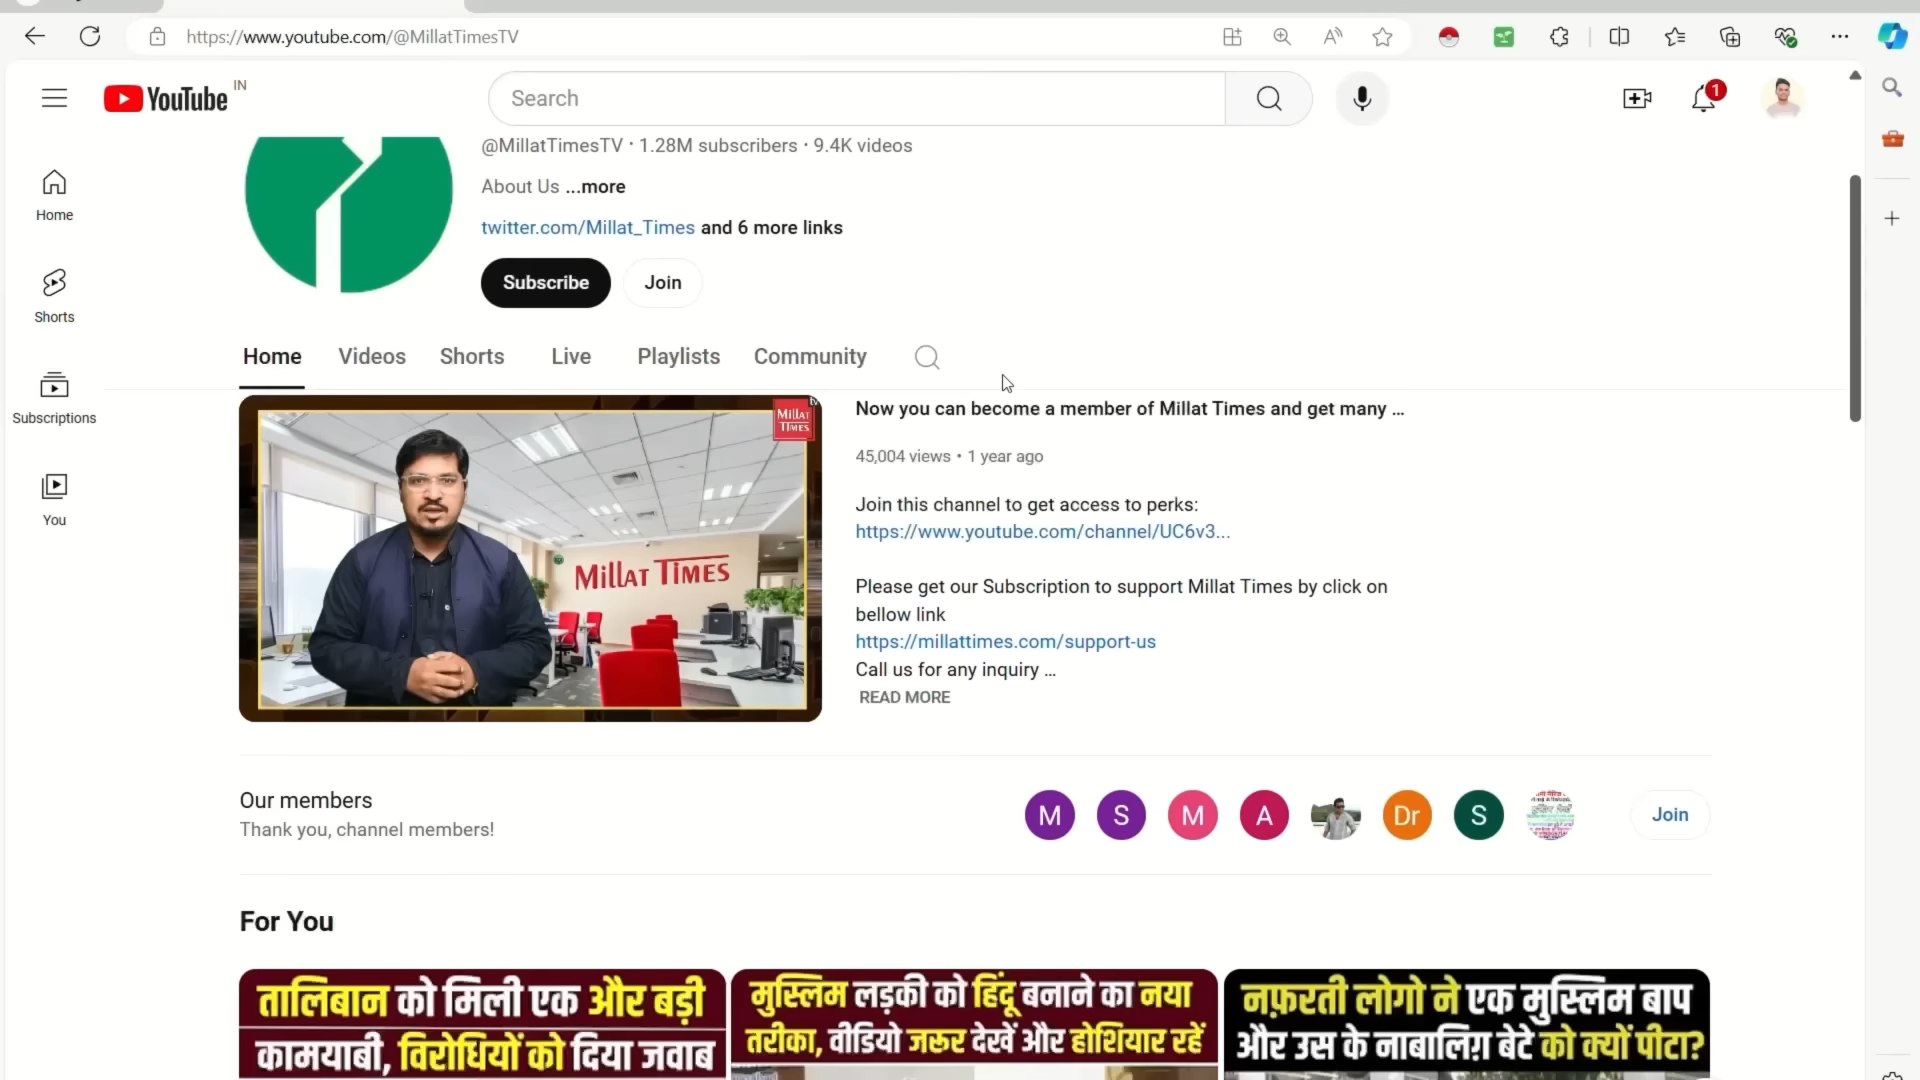 https://www.youtube.com/@MillatTimesTV
YouTube IN
Search
1
@MillatTimesTV • 1.28M subscribers • 9.4K videos
About Us ...more
twitter.com/Millat_Times and 6 more links
Subscribe
Join
Home
Shorts
Subscriptions
You
Home Videos Shorts Live Playlists Community
MILLAT TIMES tv
MILLAT TIMES
Now you can become a member of Millat Times and get many ...
45,004 views • 1 year ago
Join this channel to get access to perks:
https://www.youtube.com/channel/UC6v3...
Please get our Subscription to support Millat Times by click on
bellow link
https://millattimes.com/support-us
Call us for any inquiry ...
READ MORE
Our members
Thank you, channel members!
M S M A Dr S
Join
For You
तालिबान को मिली एक और बड़ी
कामयाबी, विरोधियों को दिया जवाब
मुस्लिम लड़की को हिंदू बनाने का नया
तरीका, वीडियो जरूर देखें और होशियार रहें
नफ़रती लोगो ने एक मुस्लिम बाप
और उस के नाबालिग़ बेटे को क्यों पीटा?